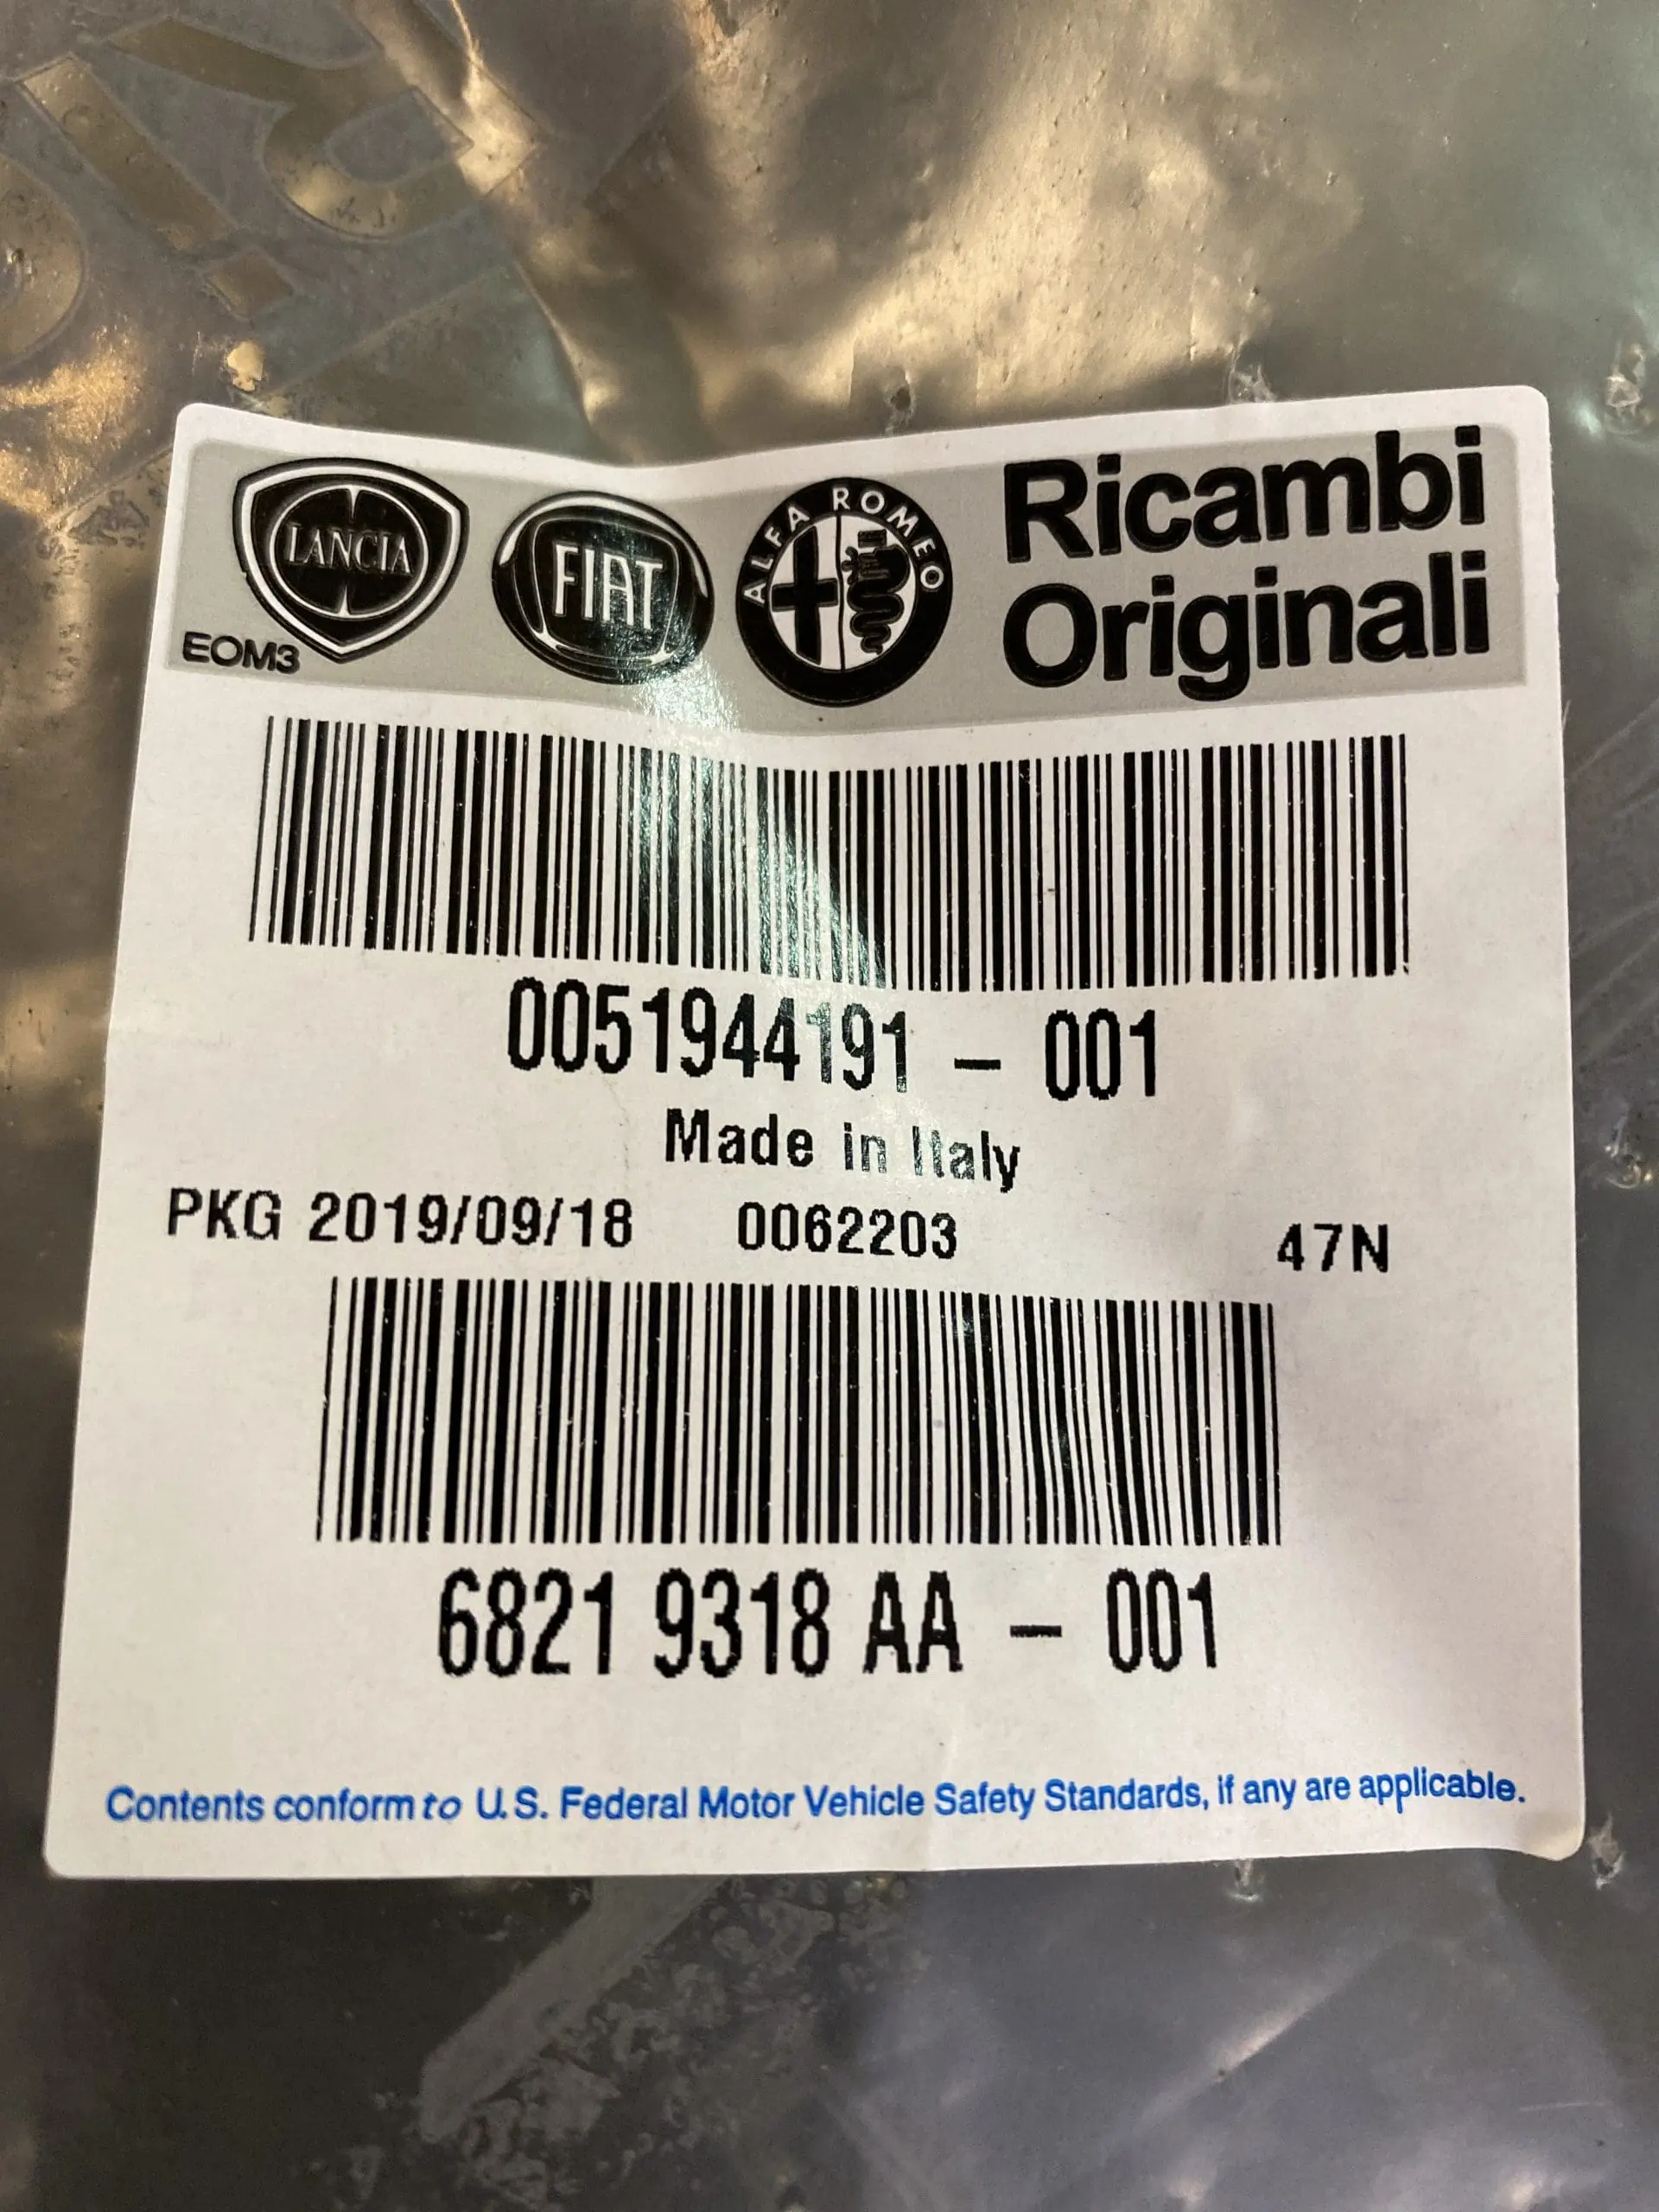 LANCIA
FIAT
ALFA ROMEO
Ricambi
Originali
EOM3
0051944191 – 001
Made in Italy
PKG 2019/09/18 0062203 47N
6821 9318 AA – 001
Contents conform to U.S. Federal Motor Vehicle Safety Standards, if any are applicable.